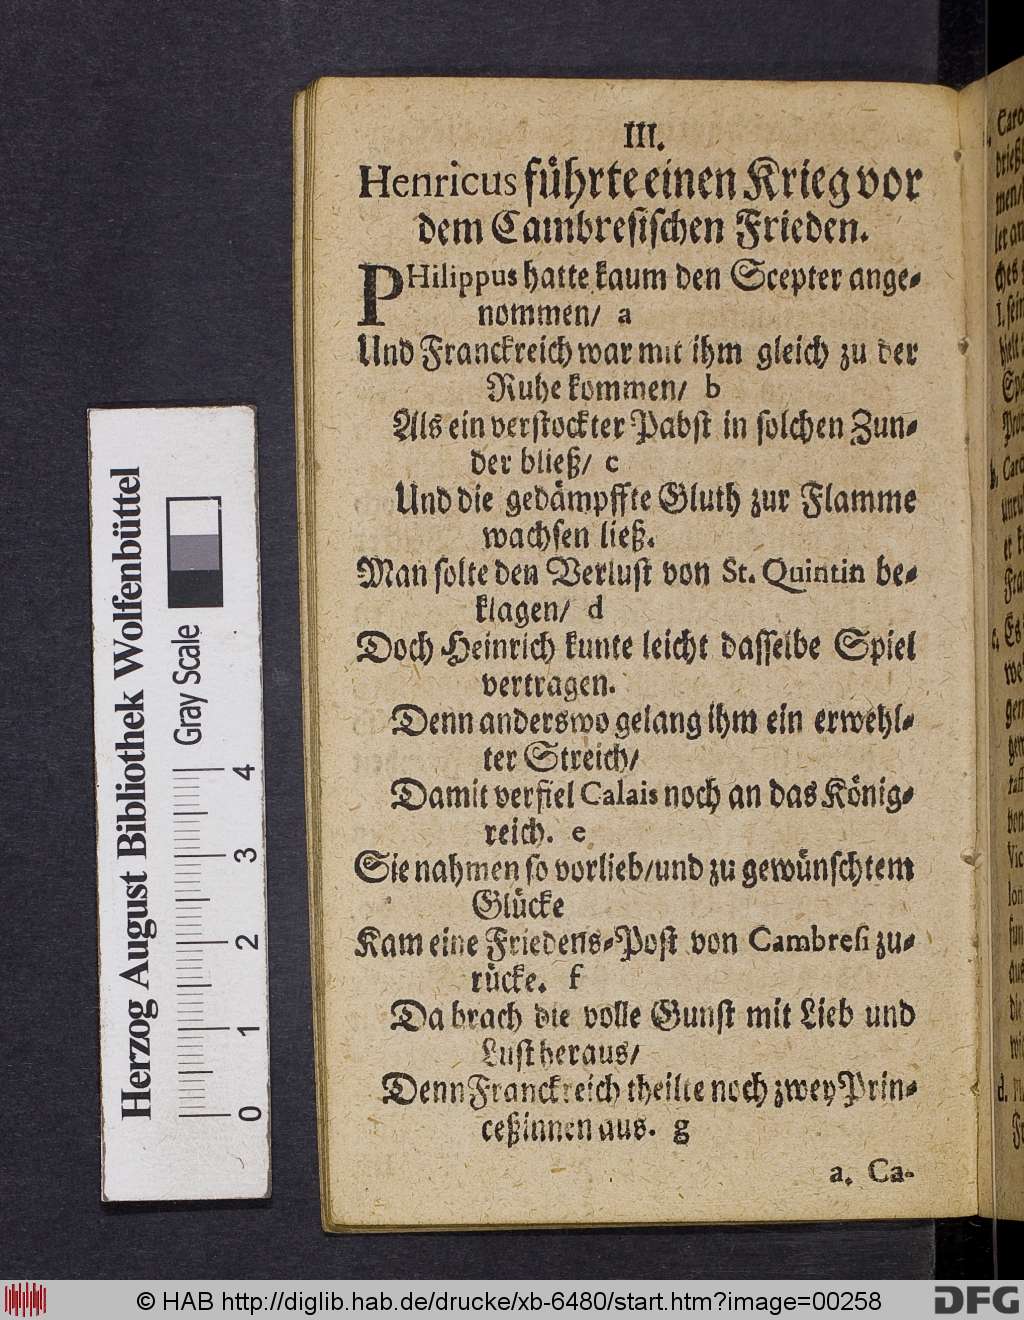 III.
Henricus führte einen Krieg vor
dem Cambresischen Frieden.
PHilippus hatte kaum den Scepter ange-
nommen/ a
Und Franckreich war mit ihm gleich zu der
Ruhe kommen/ b
Als ein verstockter Pabst in solchen Zun-
der bließ/ c
Und die gedämpffte Gluth zur Flamme
wachsen ließ.
Man solte den Verlust von St. Quintin be-
klagen/ d
Doch Heinrich kunte leicht dasselbe Spiel
vertragen.
Denn anderswo gelang ihm ein erwehl-
ter Streich/
Damit verfiel Calais noch an das König-
reich. e
Sie nahmen so vorlieb/und zu gewünschtem
Glücke
Kam eine Friedens-Post von Cambresi zu-
rücke. f
Da brach die volle Gunst mit Lieb und
Lust heraus/
Denn Franckreich theilte noch zwey Prin-
ceßinnen aus. g
a. Ca-
Herzog August Bibliothek Wolfenbüttel
Gray Scale
0 1 2 3 4
© HAB http://diglib.hab.de/drucke/xb-6480/start.htm?image=00258
DFG